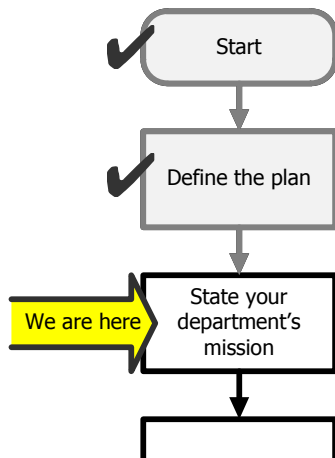 Start
Define the plan
We are here
State your
department's
mission